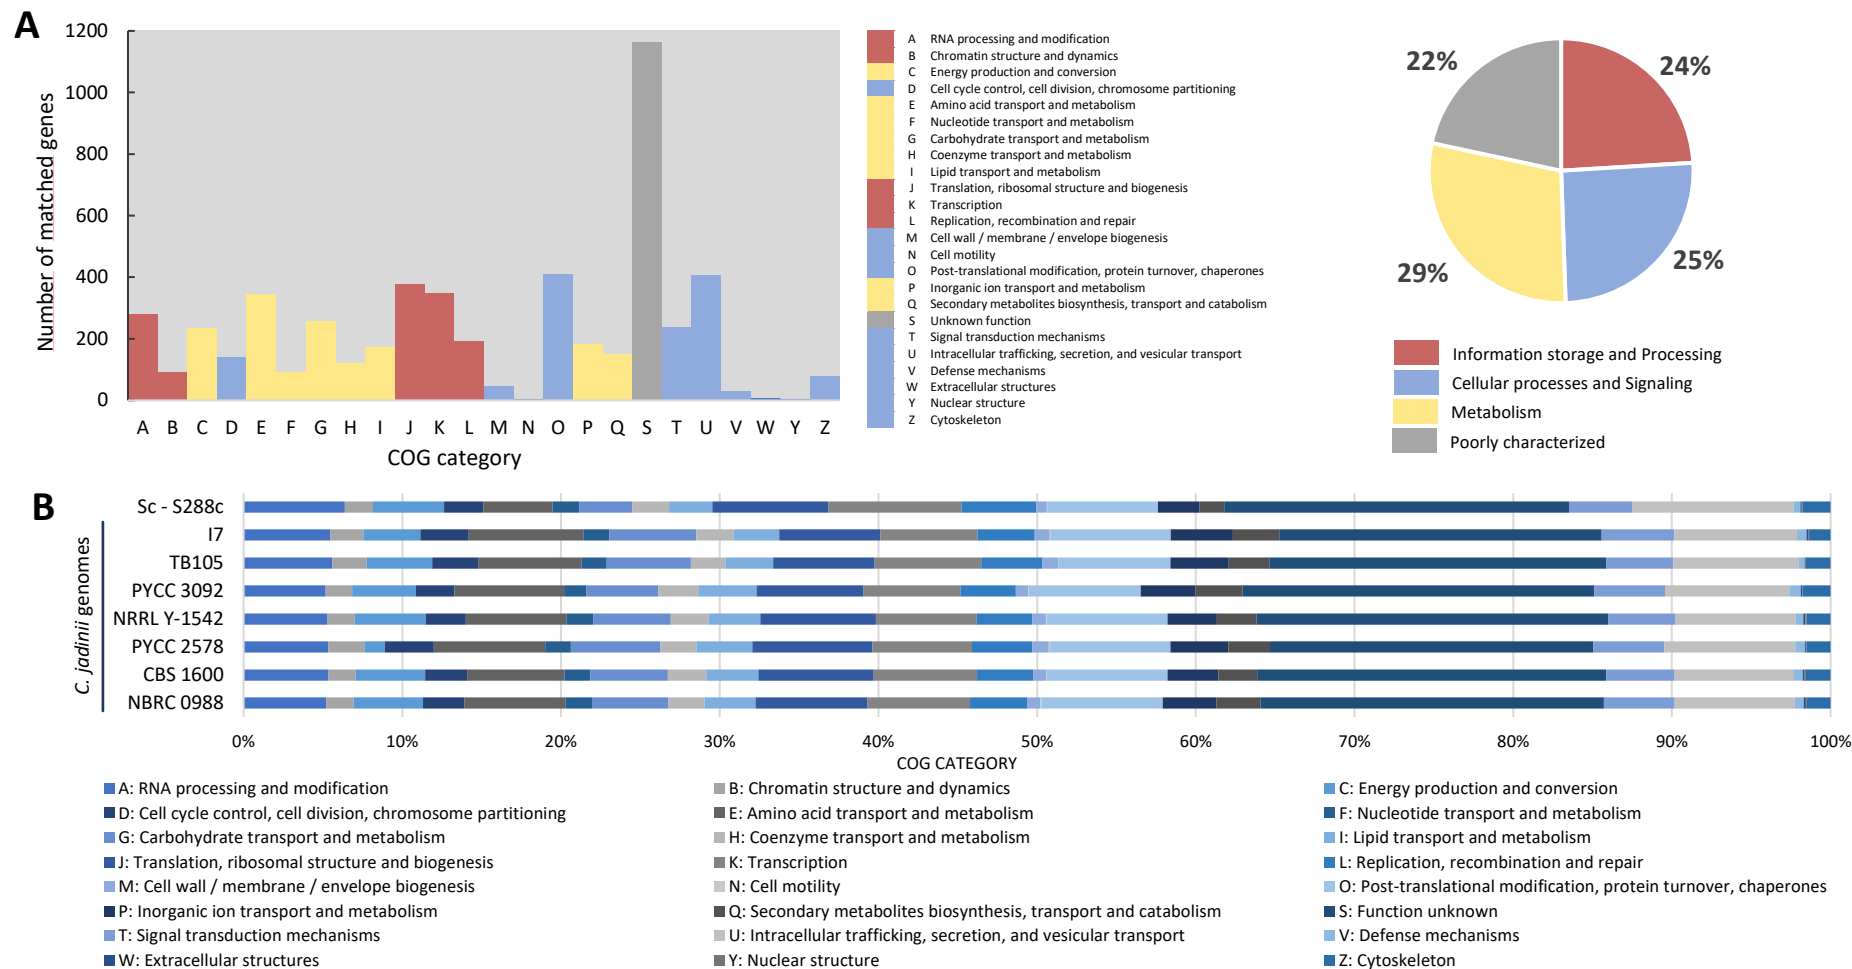 A
Number of matched genes
1200
1000
800
600
400
200
0
A B C D E F G H I J K L M N O P Q S T U V W Y Z
COG category
A RNA processing and modification
B Chromatin structure and dynamics
C Energy production and conversion
D Cell cycle control, cell division, chromosome partitioning
E Amino acid transport and metabolism
F Nucleotide transport and metabolism
G Carbohydrate transport and metabolism
H Coenzyme transport and metabolism
I Lipid transport and metabolism
J Translation, ribosomal structure and biogenesis
K Transcription
L Replication, recombination and repair
M Cell wall / membrane / envelope biogenesis
N Cell motility
O Post-translational modification, protein turnover, chaperones
P Inorganic ion transport and metabolism
Q Secondary metabolites biosynthesis, transport and catabolism
S Unknown function
T Signal transduction mechanisms
U Intracellular trafficking, secretion, and vesicular transport
V Defense mechanisms
W Extracellular structures
Y Nuclear structure
Z Cytoskeleton
22%
24%
29%
25%
Information storage and Processing
Cellular processes and Signaling
Metabolism
Poorly characterized
B
C. jadinii genomes
Sc - S288c
I7
TB105
PYCC 3092
NRRL Y-1542
PYCC 2578
CBS 1600
NBRC 0988
0% 10% 20% 30% 40% 50% 60% 70% 80% 90% 100%
COG CATEGORY
A: RNA processing and modification
B: Chromatin structure and dynamics
C: Energy production and conversion
D: Cell cycle control, cell division, chromosome partitioning
E: Amino acid transport and metabolism
F: Nucleotide transport and metabolism
G: Carbohydrate transport and metabolism
H: Coenzyme transport and metabolism
I: Lipid transport and metabolism
J: Translation, ribosomal structure and biogenesis
K: Transcription
L: Replication, recombination and repair
M: Cell wall / membrane / envelope biogenesis
N: Cell motility
O: Post-translational modification, protein turnover, chaperones
P: Inorganic ion transport and metabolism
Q: Secondary metabolites biosynthesis, transport and catabolism
S: Function unknown
T: Signal transduction mechanisms
U: Intracellular trafficking, secretion, and vesicular transport
V: Defense mechanisms
W: Extracellular structures
Y: Nuclear structure
Z: Cytoskeleton